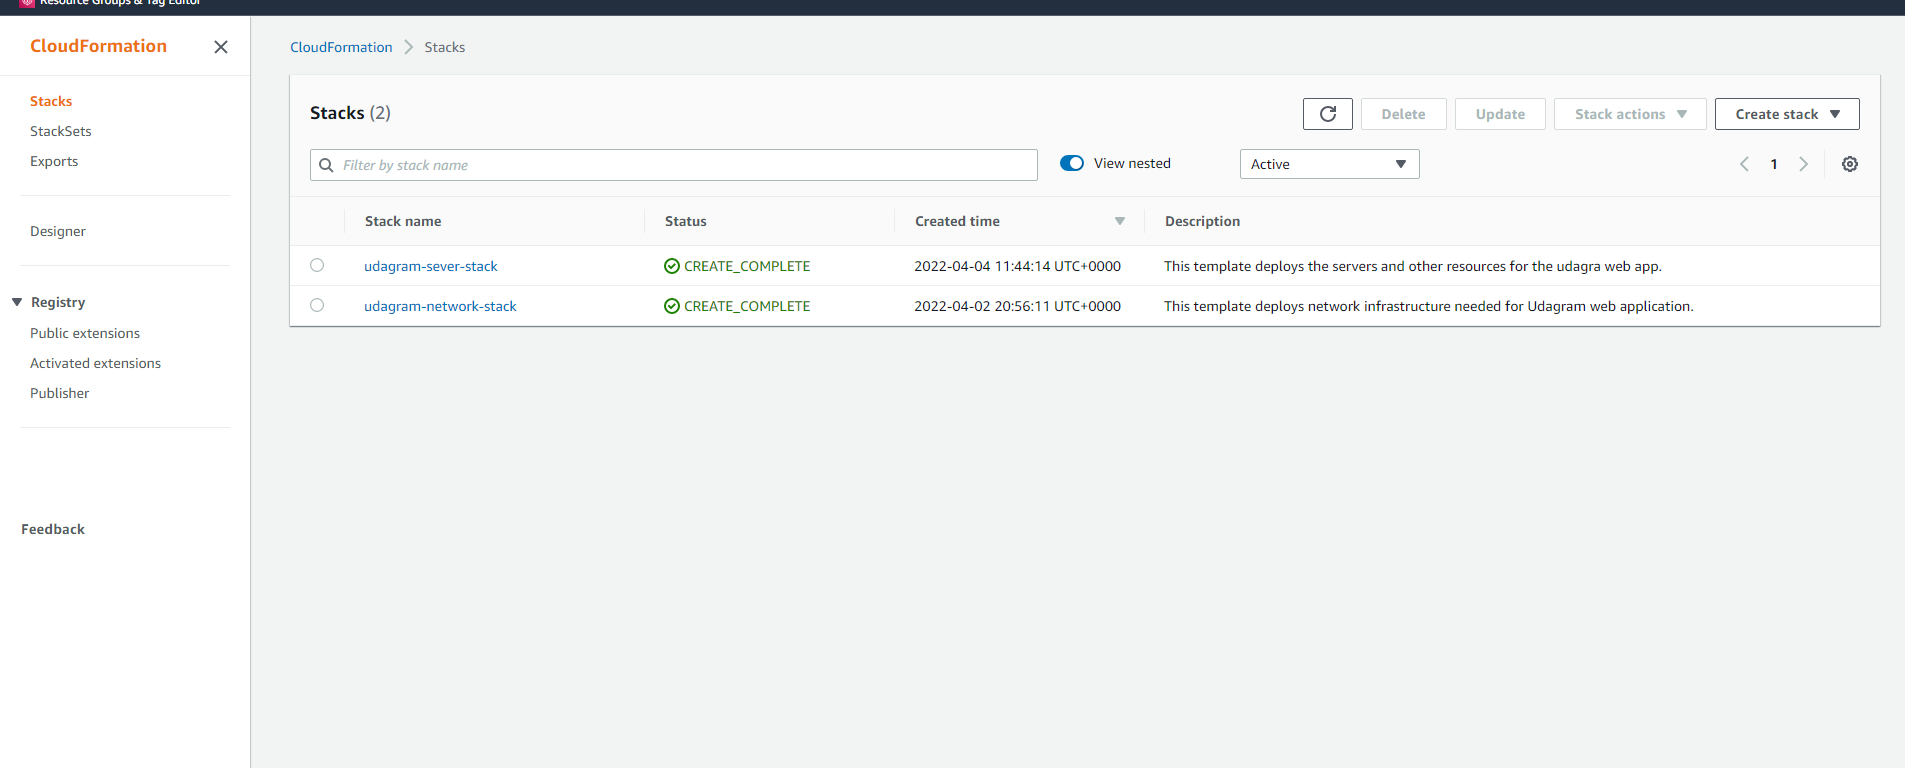 Resource Groups & Tag Editor
CloudFormation
Stacks
StackSets
Exports
Designer
Registry
Public extensions
Activated extensions
Publisher
Feedback
CloudFormation Stacks
Stacks (2)
Delete Update Stack actions Create stack
Filter by stack name View nested Active 1
Stack name Status Created time Description
udagram-sever-stack CREATE_COMPLETE 2022-04-04 11:44:14 UTC+0000 This template deploys the servers and other resources for the udagra web app.
udagram-network-stack CREATE_COMPLETE 2022-04-02 20:56:11 UTC+0000 This template deploys network infrastructure needed for Udagram web application.